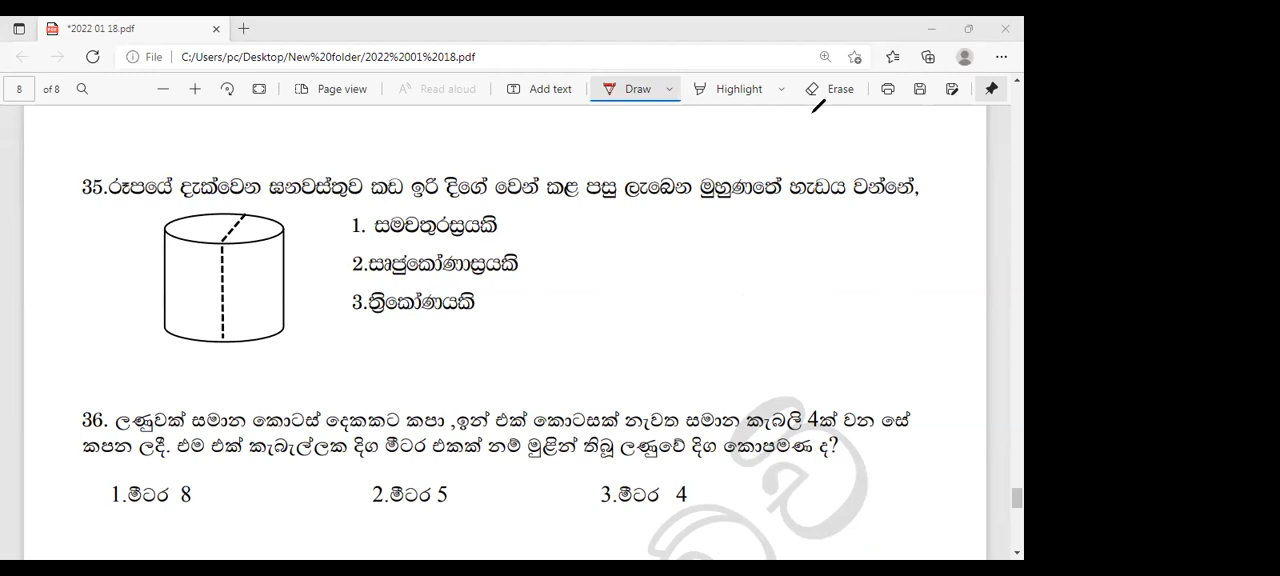 *2022 01 18.pdf
File C:/Users/pc/Desktop/New%20folder/2022%2001%2018.pdf
8 of 8 Page view Read aloud Add text Draw Highlight Erase
35.රූපයේ දැක්වෙන ඝනවස්තුව කඩ ඉරි දිගේ වෙන් කළ පසු ලැබෙන මුහුණතේ හැඩය වන්නේ,
1. සමචතුරස්‍රයකි
2.සෘජුකෝණාස්‍රයකි
3.ත්‍රිකෝණයකි
36. ලණුවක් සමාන කොටස් දෙකකට කපා ,ඉන් එක් කොටසක් නැවත සමාන කැබලි 4ක් වන සේ
කපන ලදී. එම එක් කැබැල්ලක දිග මීටර එකක් නම් මුළින් තිබූ ලණුවේ දිග කොපමණ ද?
1.මීටර 8 2.මීටර 5 3.මීටර 4